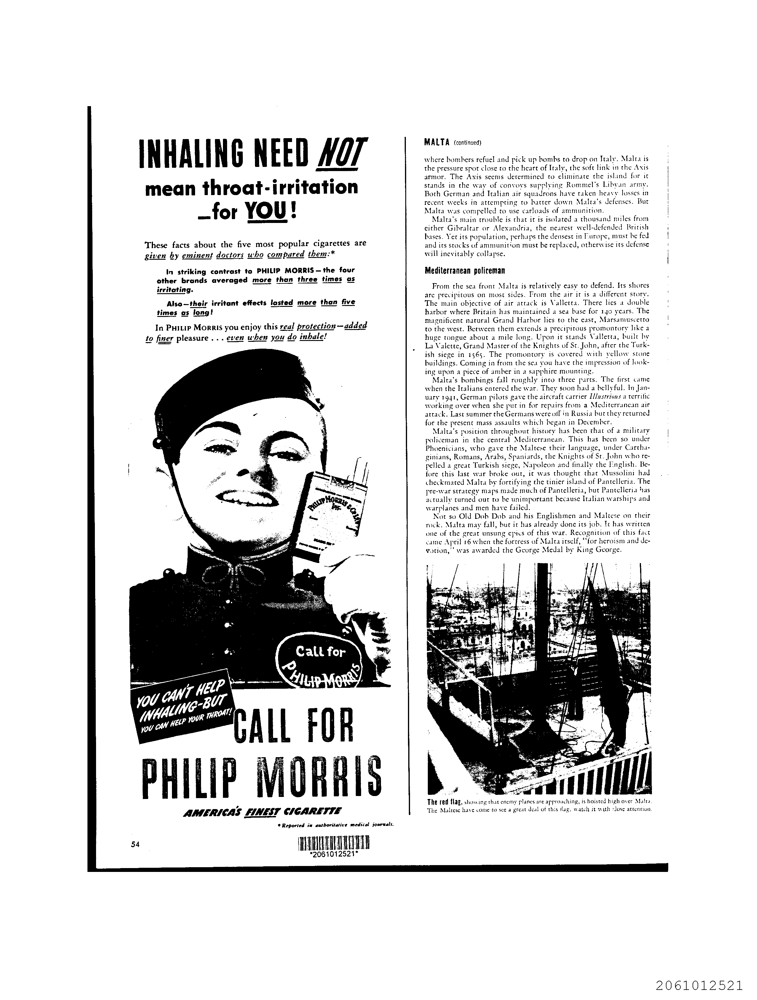 INHALING NEED NOT
mean throat-irritation
—for YOU!
These facts about the five most popular cigarettes are
given by eminent doctors who compared them:*
In striking contrast to PHILIP MORRIS—the four
other brands averaged more than three times as
irritating.
Also—their irritant effects lasted more than five
times as long!
In PHILIP MORRIS you enjoy this real protection—added
to finer pleasure . . . even when you do inhale!
PHILIP MORRIS & CO
Call for
PHILIP MORRIS
YOU CAN'T HELP
INHALING-BUT
YOU CAN HELP YOUR THROAT!
CALL FOR
PHILIP MORRIS
AMERICA'S FINEST CIGARETTE
*Reported in authoritative medical journals.
54
*2061012521*
MALTA (continued)
where bombers refuel and pick up bombs to drop on Italy. Malta is
the pressure spot close to the heart of Italy, the soft link in the Axis
armor. The Axis seems determined to eliminate the island for it
stands in the way of convoys supplying Rommel's Libyan army.
Both German and Italian air squadrons have taken heavy losses in
recent weeks in attempting to batter down Malta's defenses. But
Malta was compelled to use carloads of ammunition.
Malta's main trouble is that it is isolated a thousand miles from
either Gibraltar or Alexandria, the nearest well-defended British
bases. Yet its population, perhaps the densest in Europe, must be fed
and its stocks of ammunition must be replaced, otherwise its defense
will inevitably collapse.
Mediterranean policeman
From the sea front Malta is relatively easy to defend. Its shores
are precipitous on most sides. From the air it is a different story.
The main objective of air attack is Valletta. There lies a double
harbor where Britain has maintained a sea base for 140 years. The
magnificent natural Grand Harbor lies to the east, Marsamuscetto
to the west. Between them extends a precipitous promontory like a
huge tongue about a mile long. Upon it stands Valletta, built by
La Valette, Grand Master of the Knights of St. John, after the Turk-
ish siege in 1565. The promontory is covered with yellow stone
buildings. Coming in from the sea you have the impression of look-
ing upon a piece of amber in a sapphire mounting.
Malta's bombings fall roughly into three parts. The first came
when the Italians entered the war. They soon had a bellyful. In Jan-
uary 1941, German pilots gave the aircraft carrier Illustrious a terrific
working over when she put in for repairs from a Mediterranean air
attack. Last summer the Germans were off in Russia but they returned
for the present mass assaults which began in December.
Malta's position throughout history has been that of a military
policeman in the central Mediterranean. This has been so under
Phoenicians, who gave the Maltese their language, under Cartha-
ginians, Romans, Arabs, Spaniards, the Knights of St. John who re-
pelled a great Turkish siege, Napoleon and finally the English. Be-
fore this last war broke out, it was thought that Mussolini had
checkmated Malta by fortifying the tinier island of Pantelleria. The
pre-war strategy maps made much of Pantelleria, but Pantelleria has
actually turned out to be unimportant because Italian warships and
warplanes and men have failed.
Not so Old Dob Dob and his Englishmen and Maltese on their
rock. Malta may fall, but it has already done its job. It has written
one of the great unsung epics of this war. Recognition of this fact
came April 16 when the fortress of Malta itself, "for heroism and de-
votion," was awarded the George Medal by King George.
The red flag, showing that enemy planes are approaching, is hoisted high over Malta.
The Maltese have come to see a great deal of this flag, watch it with close attention.
2061012521